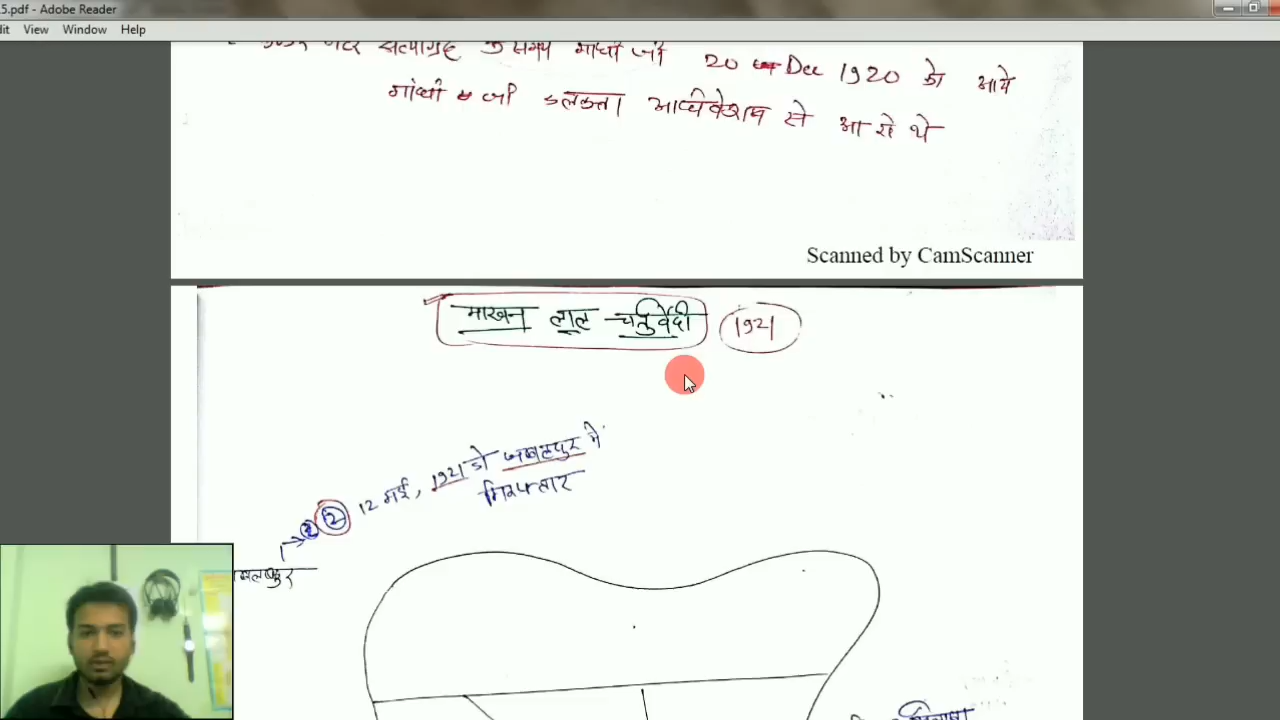 5.pdf - Adobe Reader
dit View Window Help
सत्याग्रह के समय गांधी जी 20 Dec 1920 को आये
गांधी जी कलकत्ता अधिवेशन से आ रहे थे
Scanned by CamScanner
माखन लाल चतुर्वेदी 1921
12 मई, 1921 को जबलपुर में
गिरफ्तार
2